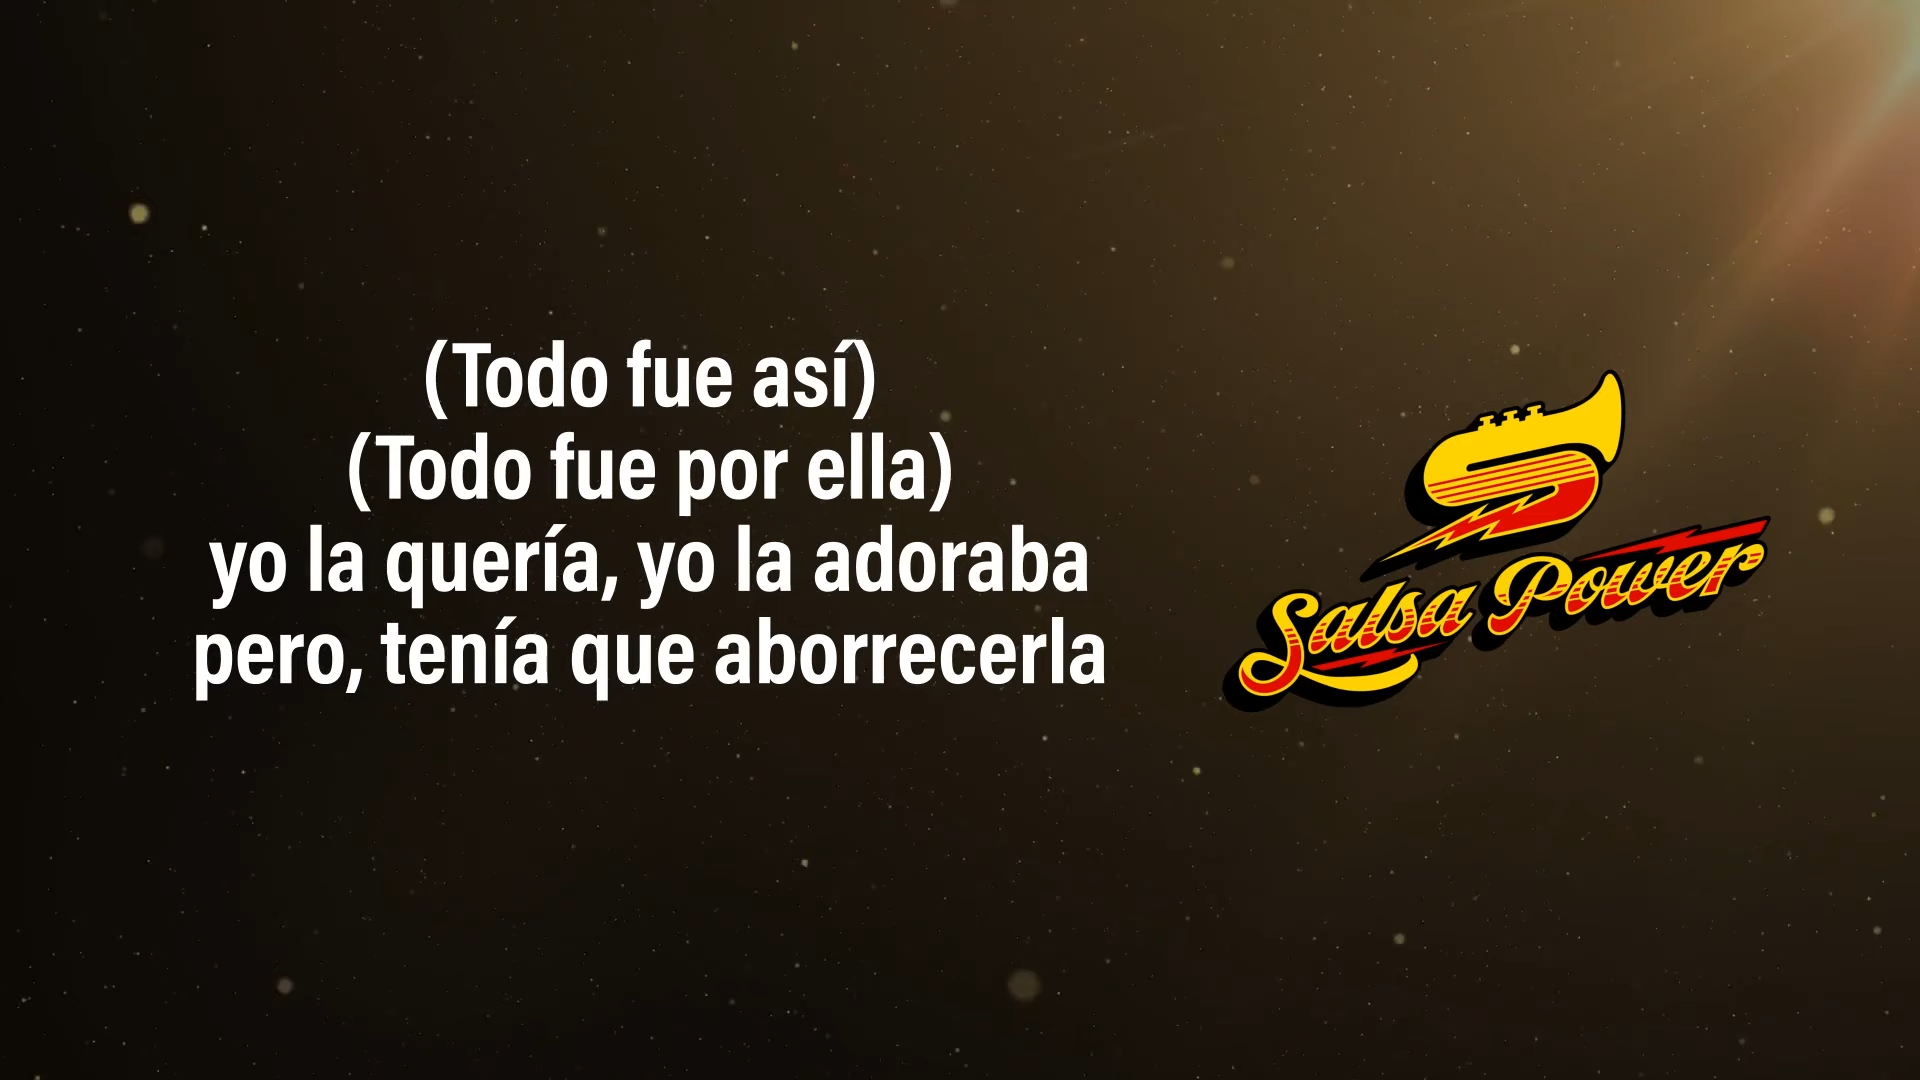 (Todo fue así)
(Todo fue por ella)
yo la quería, yo la adoraba
pero, tenía que aborrecerla
Salsa Power